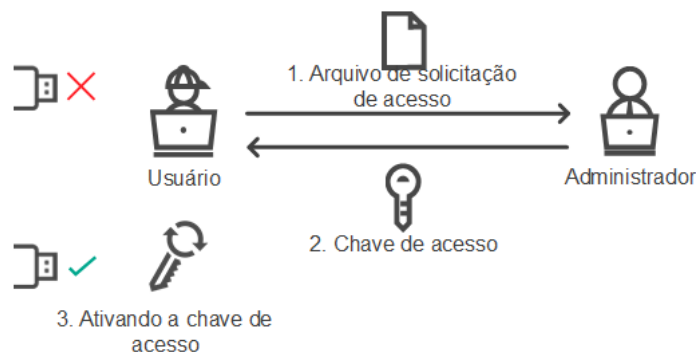 1. Arquivo de solicitação
de acesso
Usuário
Administrador
2. Chave de acesso
3. Ativando a chave de
acesso